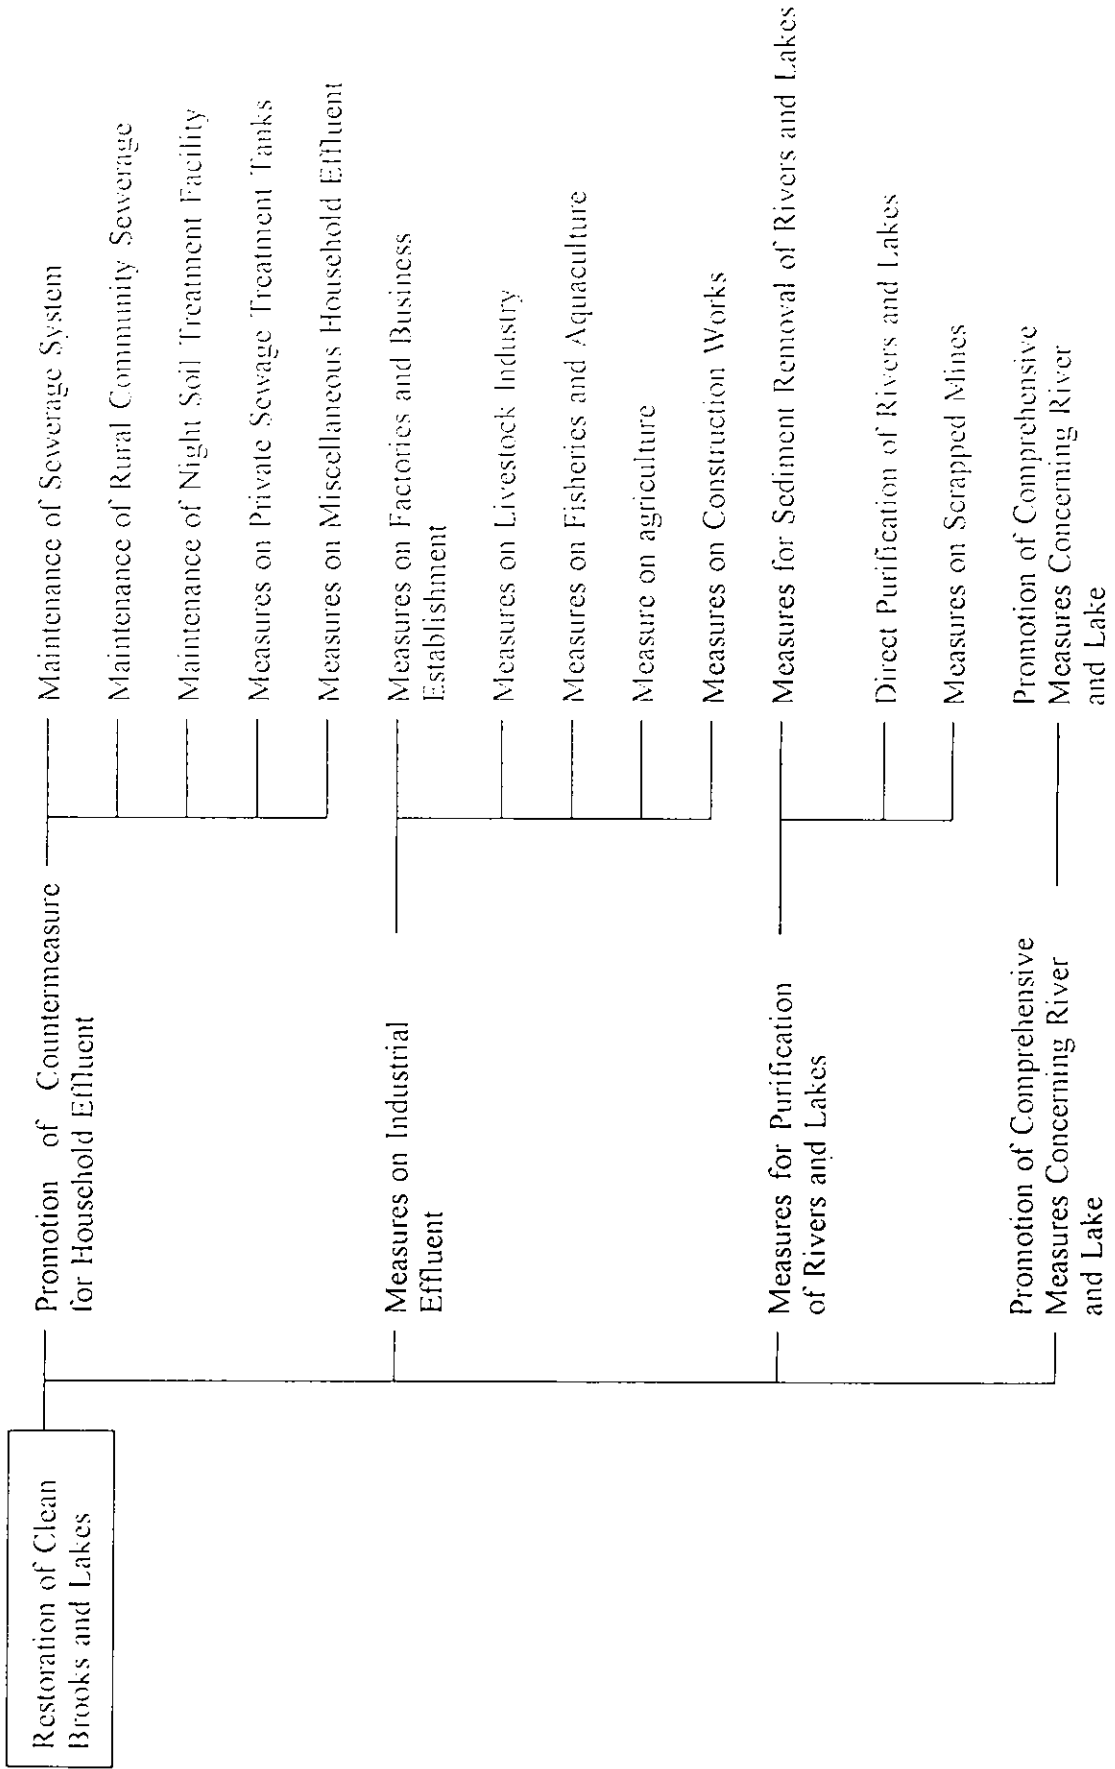 Restoration of Clean
Brooks and Lakes
Promotion of Countermeasure
for Household Effluent
Maintenance of Sewerage System
Maintenance of Rural Community Sewerage
Maintenance of Night Soil Treatment Facility
Measures on Private Sewage Treatment Tanks
Measures on Miscellaneous Household Effluent
Measures on Industrial
Effluent
Measures on Factories and Business
Establishment
Measures on Livestock Industry
Measures on Fisheries and Aquaculture
Measure on agriculture
Measures on Construction Works
Measures for Purification
of Rivers and Lakes
Measures for Sediment Removal of Rivers and Lakes
Direct Purification of Rivers and Lakes
Measures on Scrapped Mines
Promotion of Comprehensive
Measures Concerning River
and Lake
Promotion of Comprehensive
Measures Concerning River
and Lake